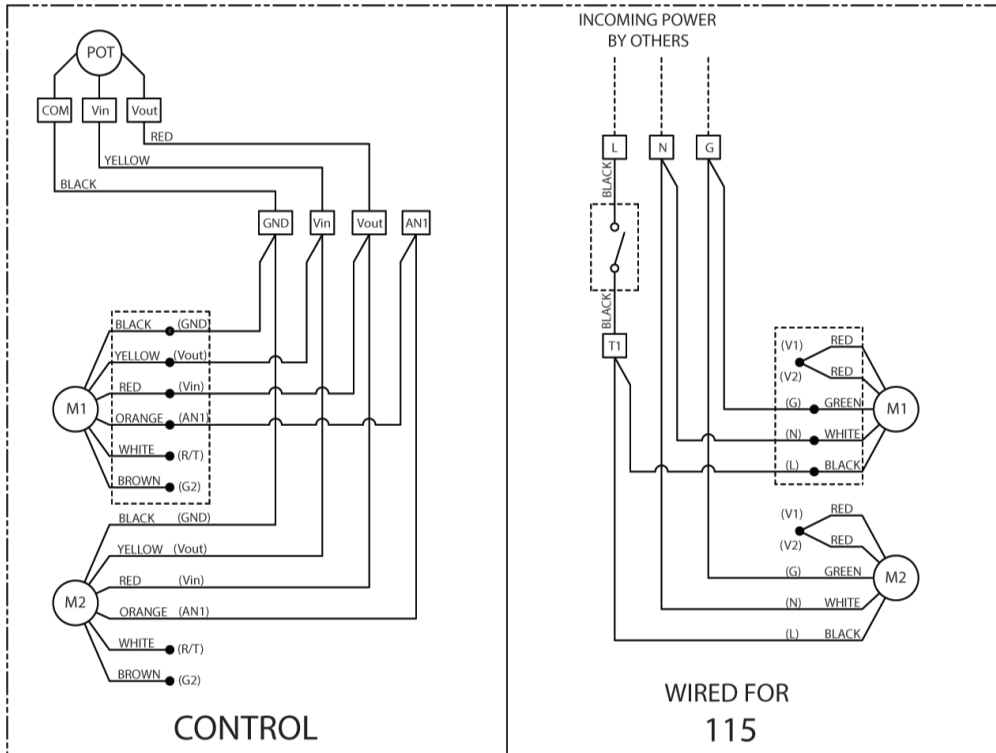 POT
COM Vin Vout
RED
YELLOW
BLACK
GND Vin Vout AN1
BLACK (GND)
YELLOW (Vout)
RED (Vin)
M1
ORANGE (AN1)
WHITE (R/T)
BROWN (G2)
BLACK (GND)
YELLOW (Vout)
RED (Vin)
M2
ORANGE (AN1)
WHITE (R/T)
BROWN (G2)
CONTROL
INCOMING POWER
BY OTHERS
L N G
BLACK
BLACK
T1
(V1) RED
(V2) RED
(G) GREEN M1
(N) WHITE
(L) BLACK
(V1) RED
(V2) RED
(G) GREEN M2
(N) WHITE
(L) BLACK
WIRED FOR
115